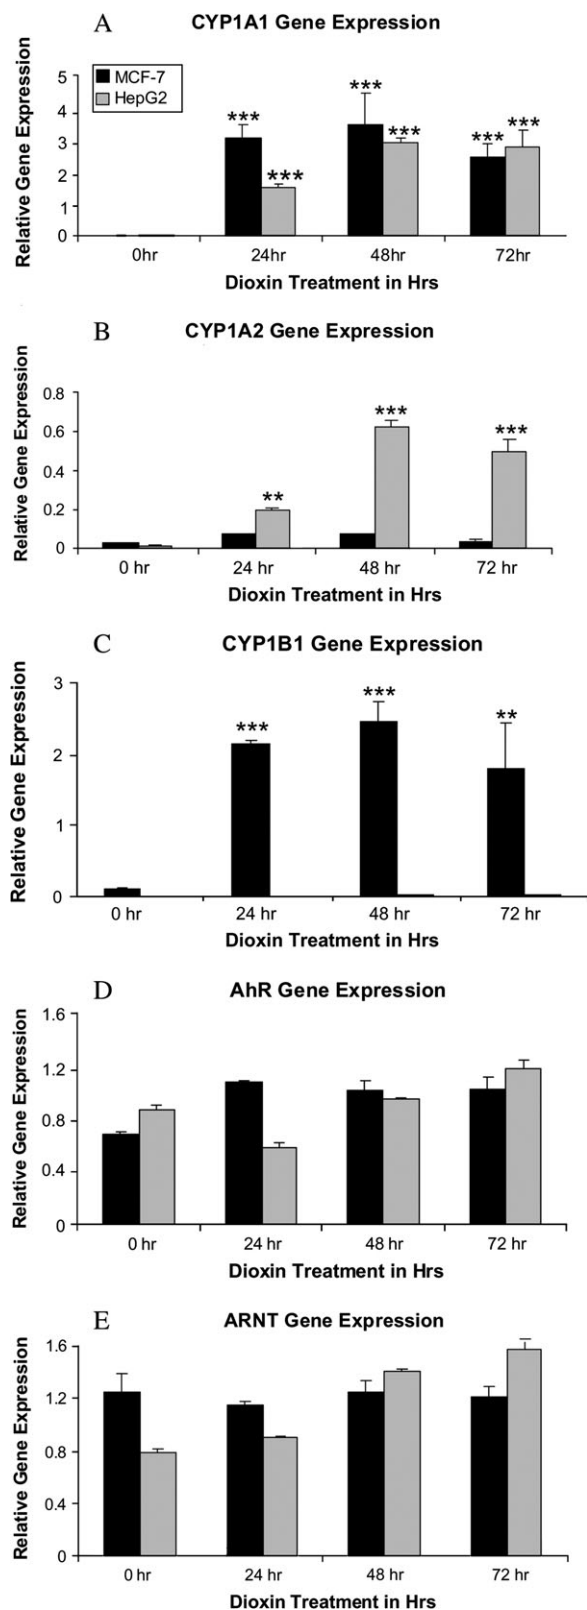 A CYP1A1 Gene Expression
Relative Gene Expression
5
4
3
2
1
0
MCF-7
HepG2
*** *** *** *** *** ***
0hr 24hr 48hr 72hr
Dioxin Treatment in Hrs
B CYP1A2 Gene Expression
Relative Gene Expression
0.8
0.6
0.4
0.2
0
** *** ***
0 hr 24 hr 48 hr 72 hr
Dioxin Treatment in Hrs
C CYP1B1 Gene Expression
Relative Gene Expression
3
2
1
0
*** *** **
0 hr 24 hr 48 hr 72 hr
Dioxin Treatment in Hrs
D AhR Gene Expression
Relative Gene Expression
1.6
1.2
0.8
0.4
0
0 hr 24 hr 48 hr 72 hr
Dioxin Treatment in Hrs
E ARNT Gene Expression
Relative Gene Expression
1.6
1.2
0.8
0.4
0
0 hr 24 hr 48 hr 72 hr
Dioxin Treatment in Hrs